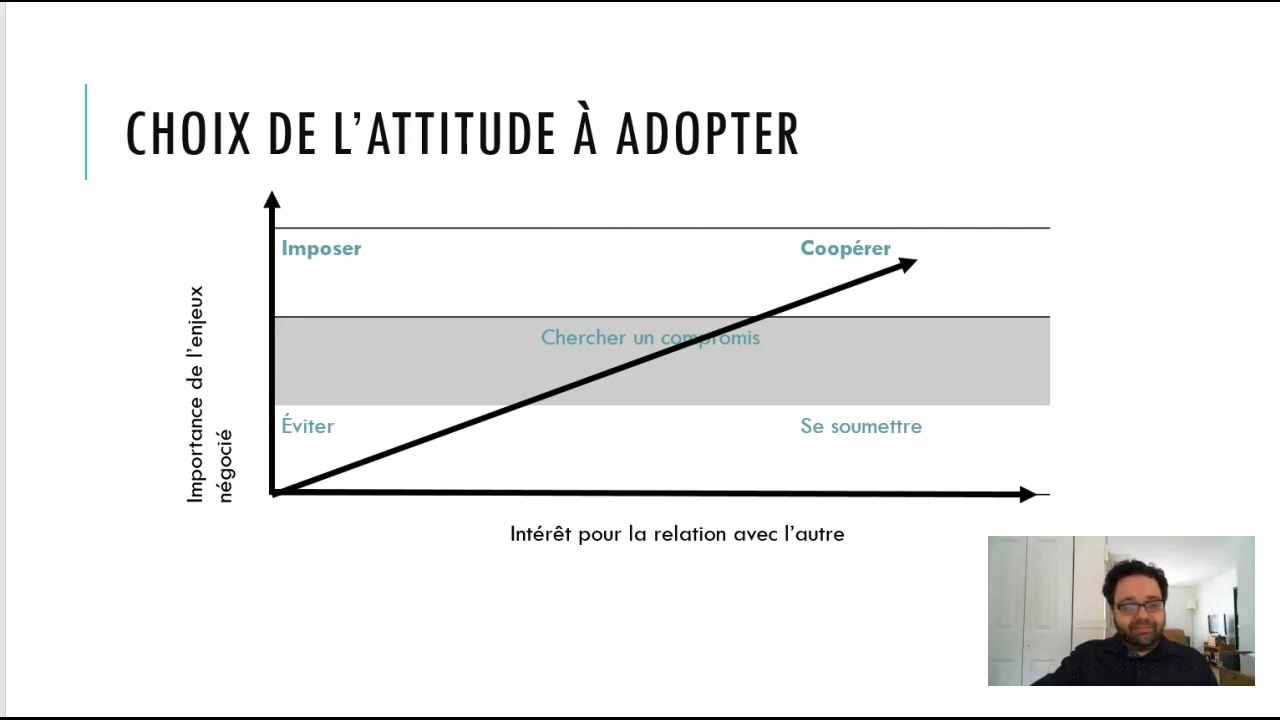 CHOIX DE L'ATTITUDE À ADOPTER
Imposer
Coopérer
Chercher un compromis
Éviter
Se soumettre
Importance de l'enjeux
négocié
Intérêt pour la relation avec l'autre